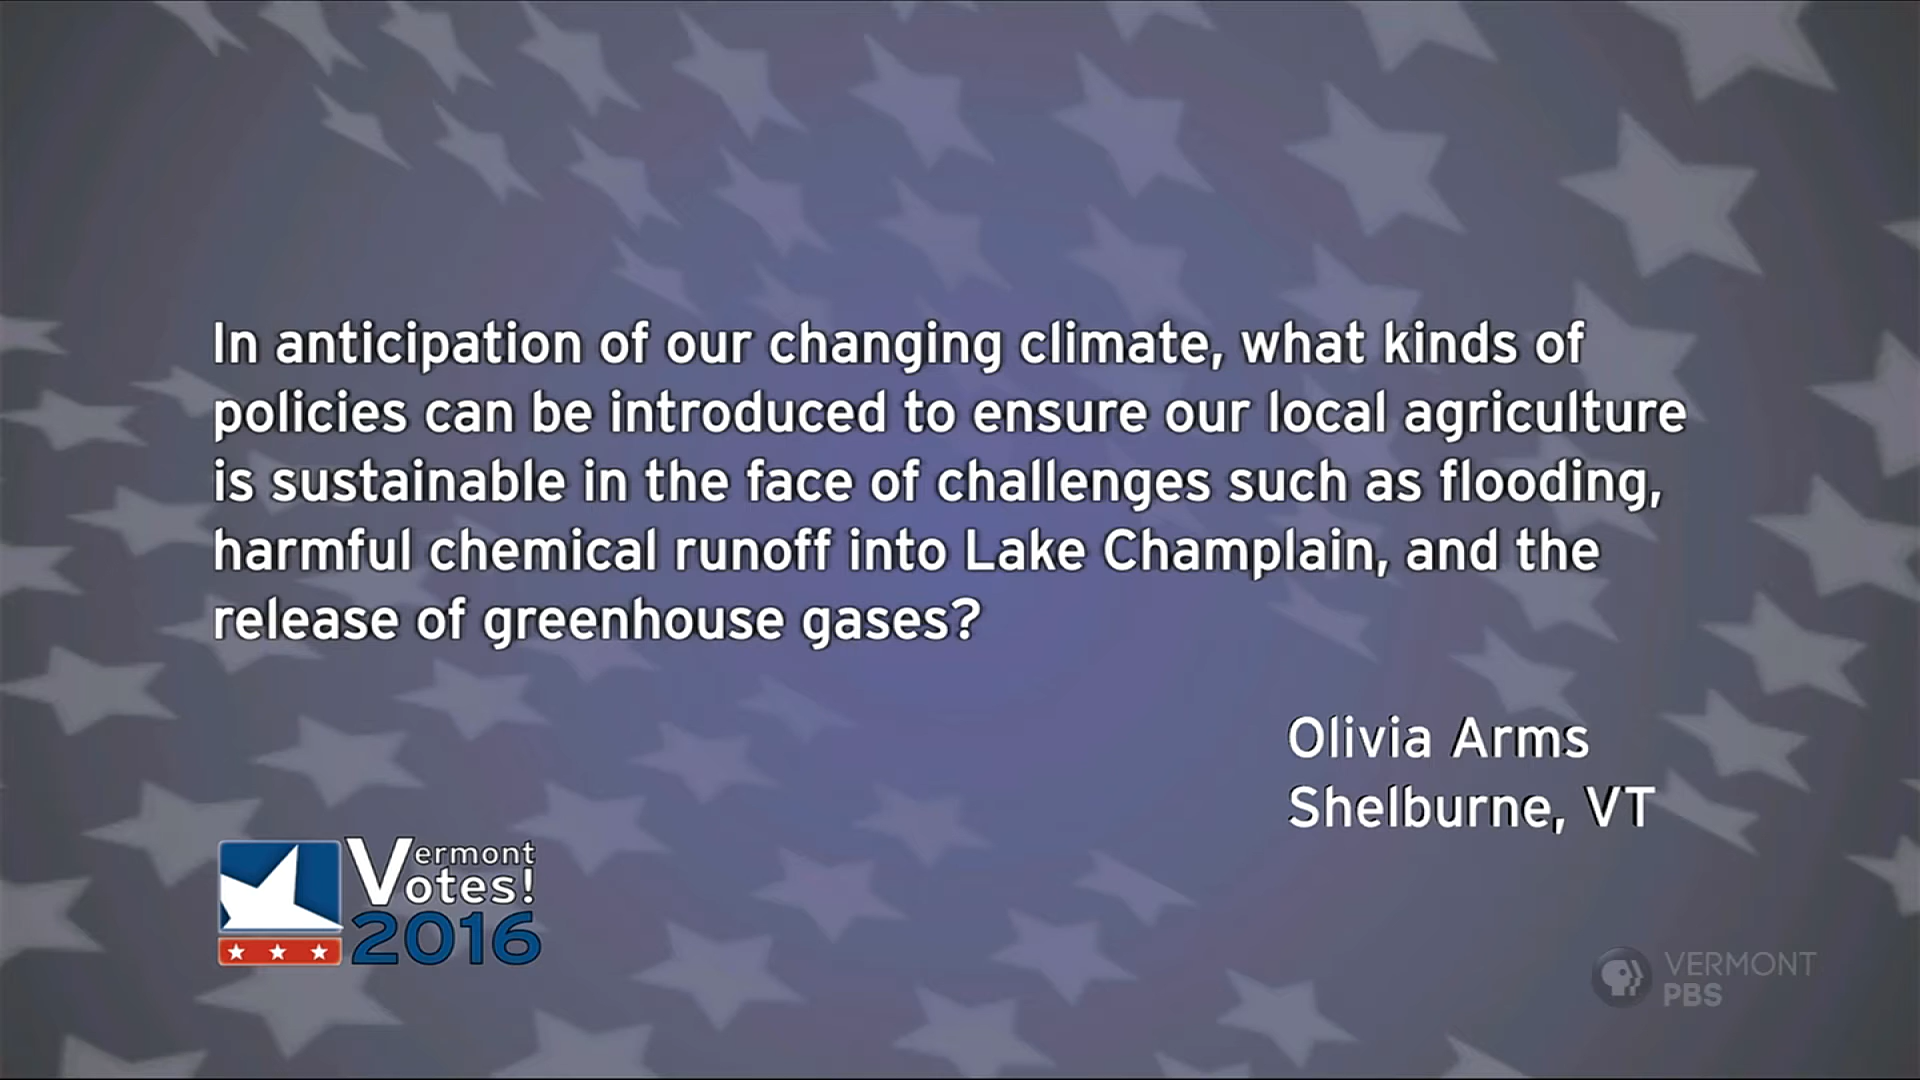 In anticipation of our changing climate, what kinds of
policies can be introduced to ensure our local agriculture
is sustainable in the face of challenges such as flooding,
harmful chemical runoff into Lake Champlain, and the
release of greenhouse gases?
Olivia Arms
Shelburne, VT
Vermont
Votes!
2016
VERMONT
PBS